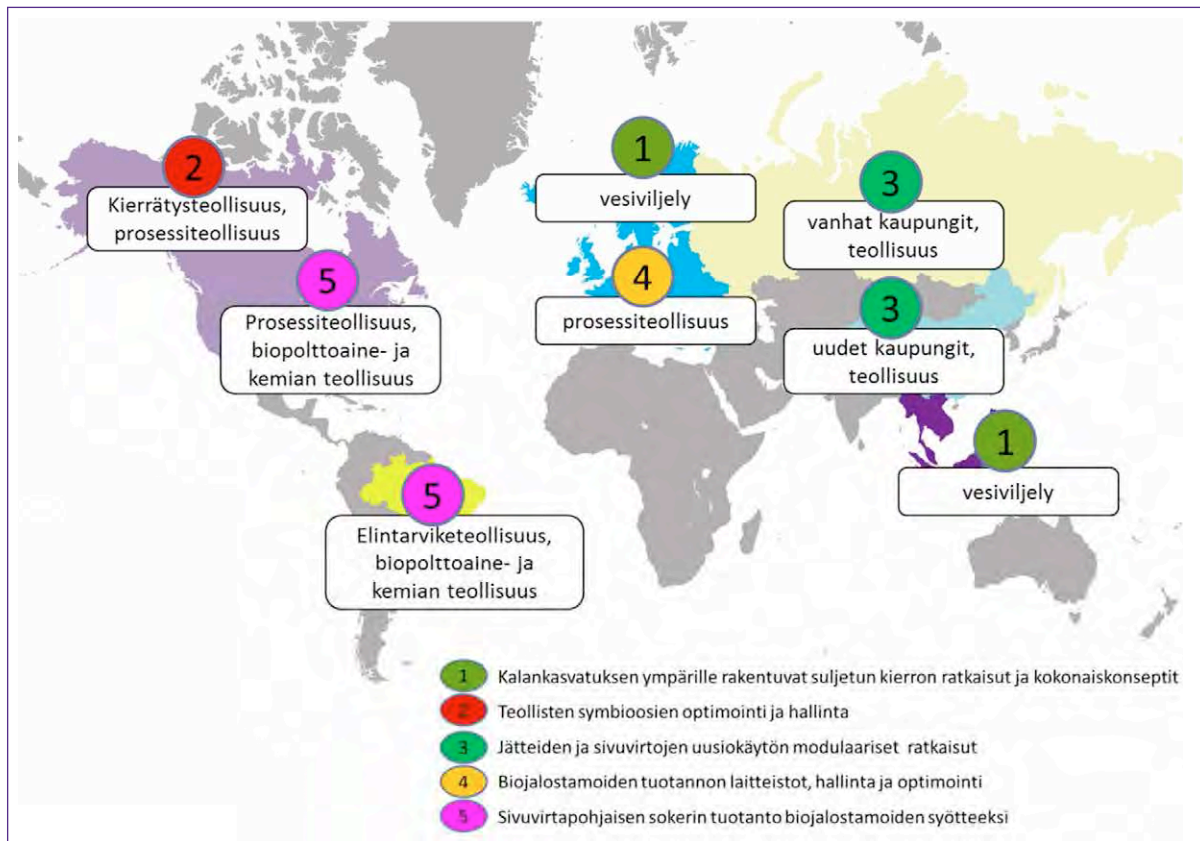 2
Kierrätysteollisuus,
prosessiteollisuus
5
Prosessiteollisuus,
biopolttoaine- ja
kemian teollisuus
5
Elintarviketeollisuus,
biopolttoaine- ja
kemian teollisuus
1
vesiviljely
4
prosessiteollisuus
3
vanhat kaupungit,
teollisuus
3
uudet kaupungit,
teollisuus
1
vesiviljely
1 Kalankasvatuksen ympärille rakentuvat suljetun kierron ratkaisut ja kokonaiskonseptit
2 Teollisten symbioosien optimointi ja hallinta
3 Jätteiden ja sivuvirtojen uusiokäytön modulaariset ratkaisut
4 Biojalostamoiden tuotannon laitteistot, hallinta ja optimointi
5 Sivuvirtapohjaisen sokerin tuotanto biojalostamoiden syötteeksi